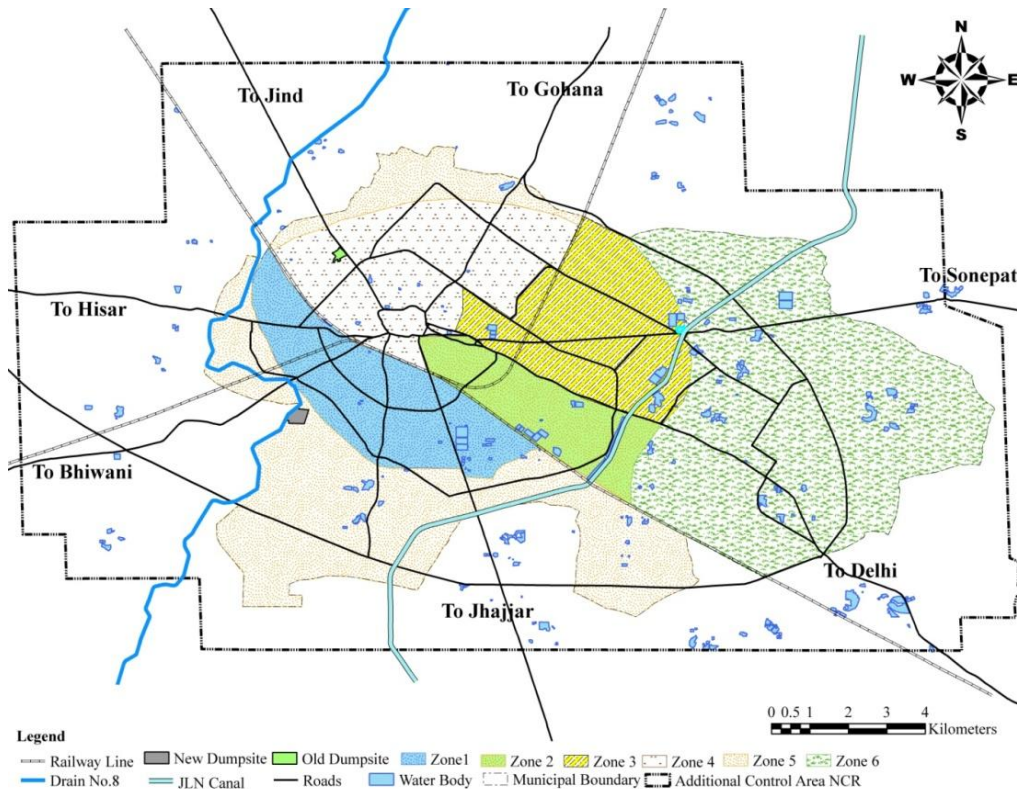 N
W E
S
To Jind
To Gohana
To Sonepat
To Hisar
To Bhiwani
To Delhi
To Jhajjar
0 0.5 1 2 3 4
Kilometers
Legend
Railway Line New Dumpsite Old Dumpsite Zone1 Zone 2 Zone 3 Zone 4 Zone 5 Zone 6
Drain No.8 JLN Canal Roads Water Body Municipal Boundary Additional Control Area NCR